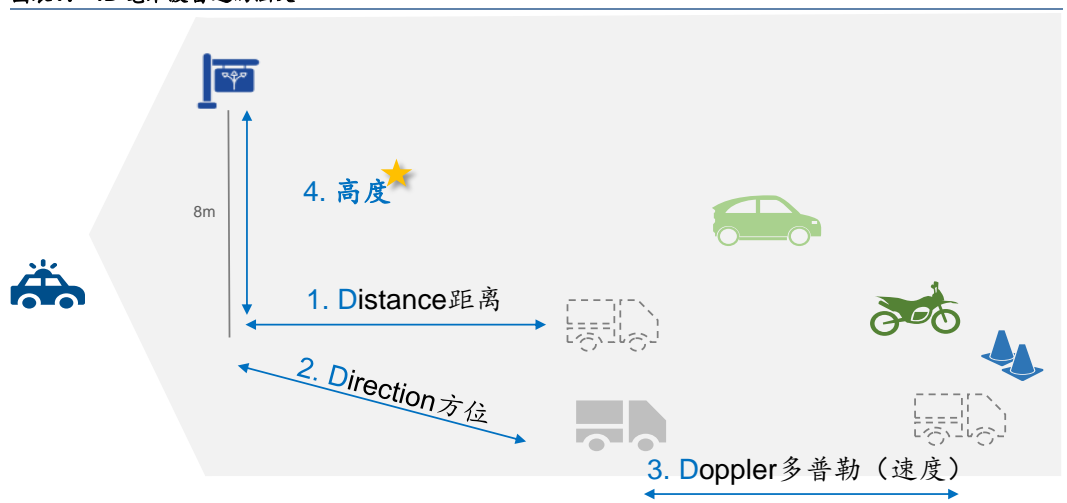 4. 高度
8m
1. Distance距离
2. Direction方位
3. Doppler多普勒（速度）